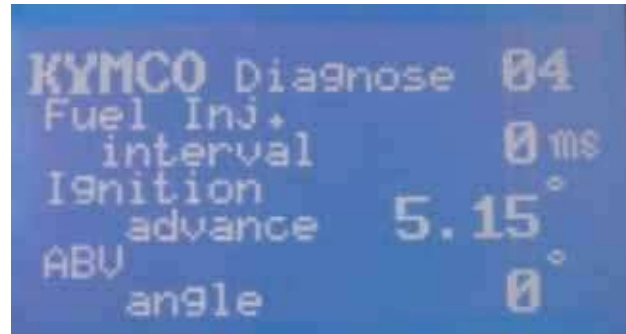 KYMCO Diagnose 04
Fuel Inj.
interval 0 ms
Ignition
advance 5.15°
ABV
angle 0°